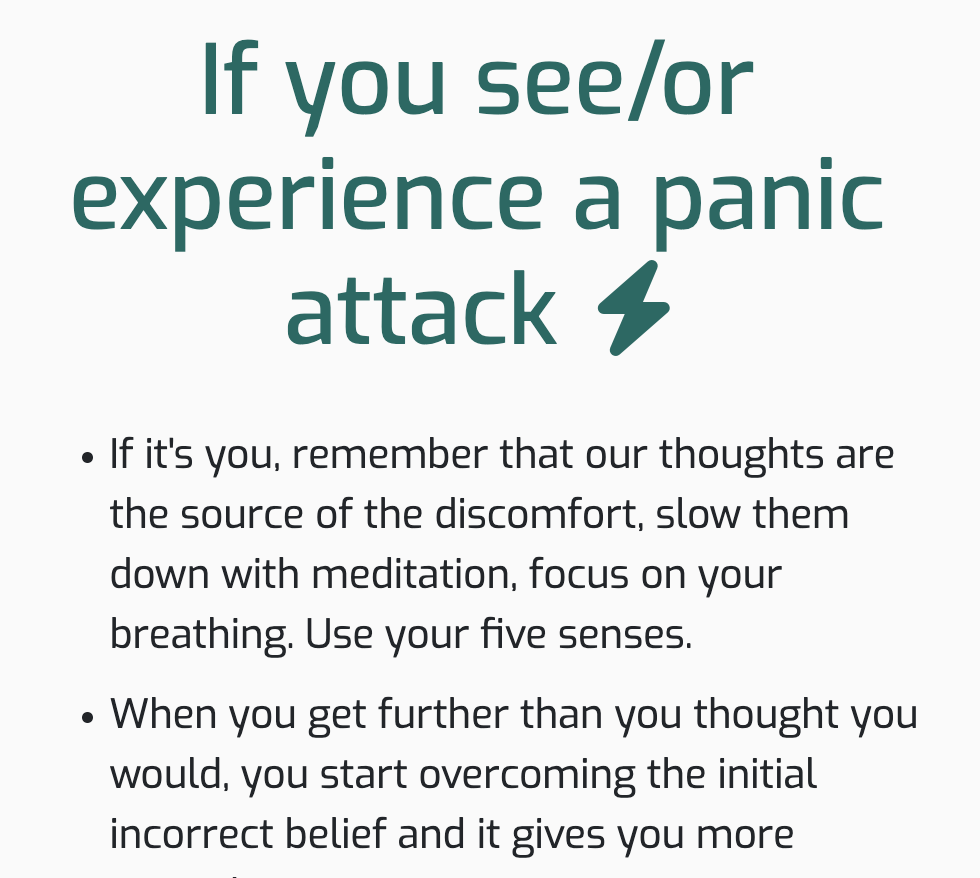 If you see/or
experience a panic
attack
• If it's you, remember that our thoughts are
the source of the discomfort, slow them
down with meditation, focus on your
breathing. Use your five senses.
• When you get further than you thought you
would, you start overcoming the initial
incorrect belief and it gives you more